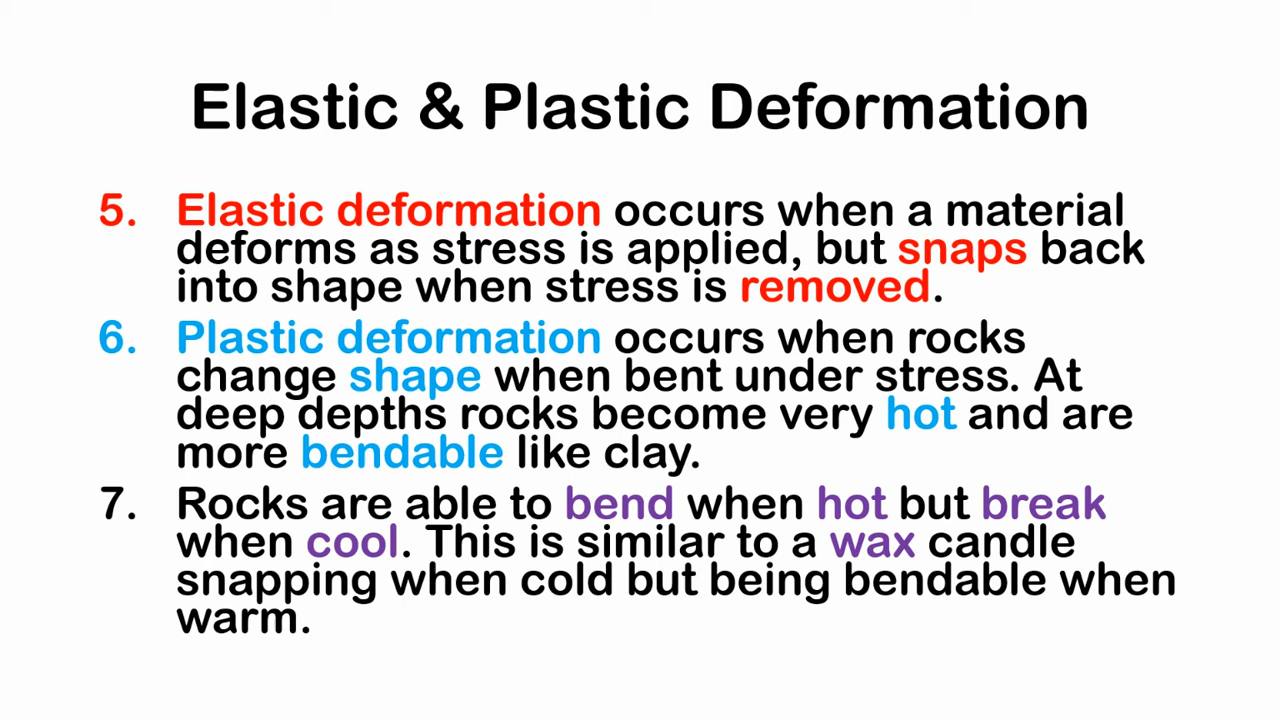 Elastic & Plastic Deformation
5. Elastic deformation occurs when a material
deforms as stress is applied, but snaps back
into shape when stress is removed.
6. Plastic deformation occurs when rocks
change shape when bent under stress. At
deep depths rocks become very hot and are
more bendable like clay.
7. Rocks are able to bend when hot but break
when cool. This is similar to a wax candle
snapping when cold but being bendable when
warm.